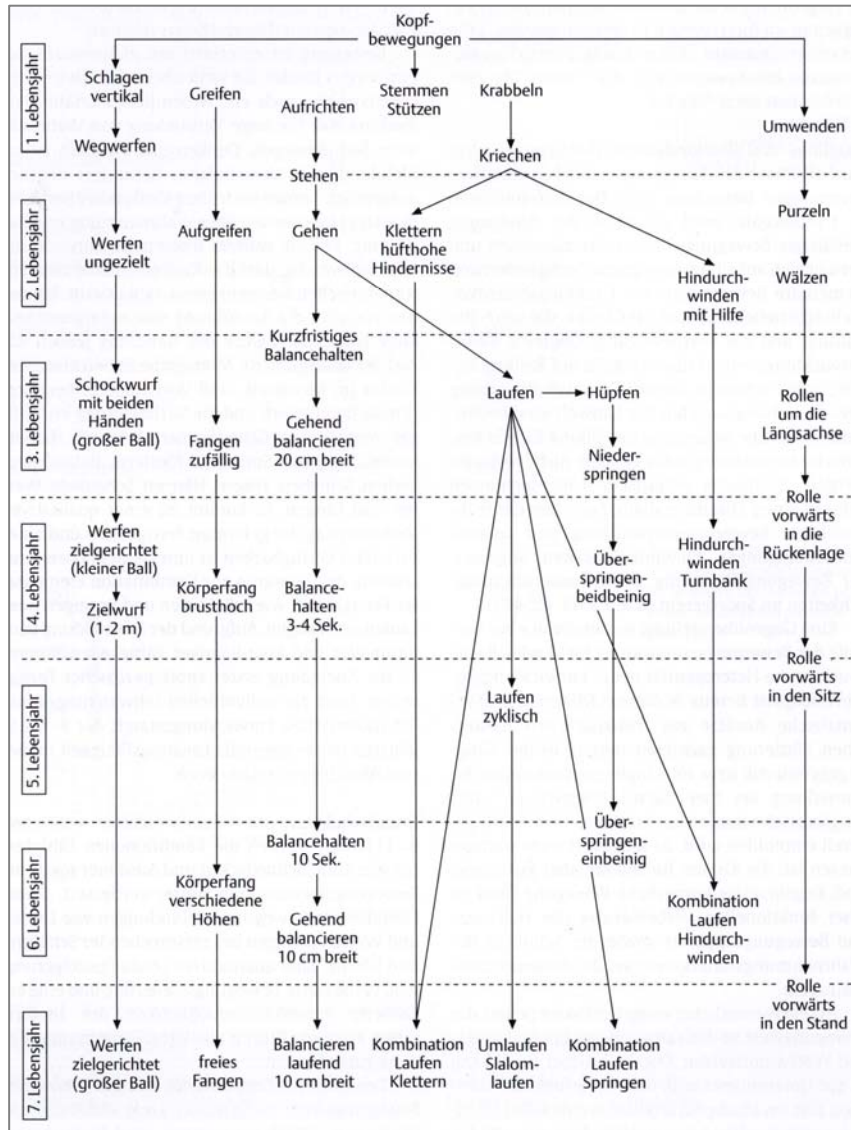 Kopf-
bewegungen
1. Lebensjahr
Schlagen
vertikal
Greifen
Aufrichten
Stemmen
Stützen
Krabbeln
Umwenden
Wegwerfen
Kriechen
Stehen
2. Lebensjahr
Purzeln
Werfen
ungezielt
Aufgreifen
Gehen
Klettern
hüfthohe
Hindernisse
Hindurch-
winden
mit Hilfe
Wälzen
3. Lebensjahr
Kurzfristiges
Balancehalten
Schockwurf
mit beiden
Händen
(großer Ball)
Fangen
zufällig
Gehend
balancieren
20 cm breit
Laufen
Hüpfen
Nieder-
springen
Rollen
um die
Längsachse
4. Lebensjahr
Werfen
zielgerichtet
(kleiner Ball)
Zielwurf
(1-2 m)
Körperfang
brusthoch
Balance-
halten
3-4 Sek.
Über-
springen-
beidbeinig
Hindurch-
winden
Turnbank
Rolle
vorwärts
in die
Rückenlage
5. Lebensjahr
Laufen
zyklisch
Rolle
vorwärts
in den Sitz
6. Lebensjahr
Balancehalten
10 Sek.
Über-
springen-
einbeinig
Körperfang
verschiedene
Höhen
Gehend
balancieren
10 cm breit
Kombination
Laufen
Hindurch-
winden
7. Lebensjahr
Rolle
vorwärts
in den Stand
Werfen
zielgerichtet
(großer Ball)
freies
Fangen
Balancieren
laufend
10 cm breit
Kombination
Laufen
Klettern
Umlaufen
Slalom-
laufen
Kombination
Laufen
Springen